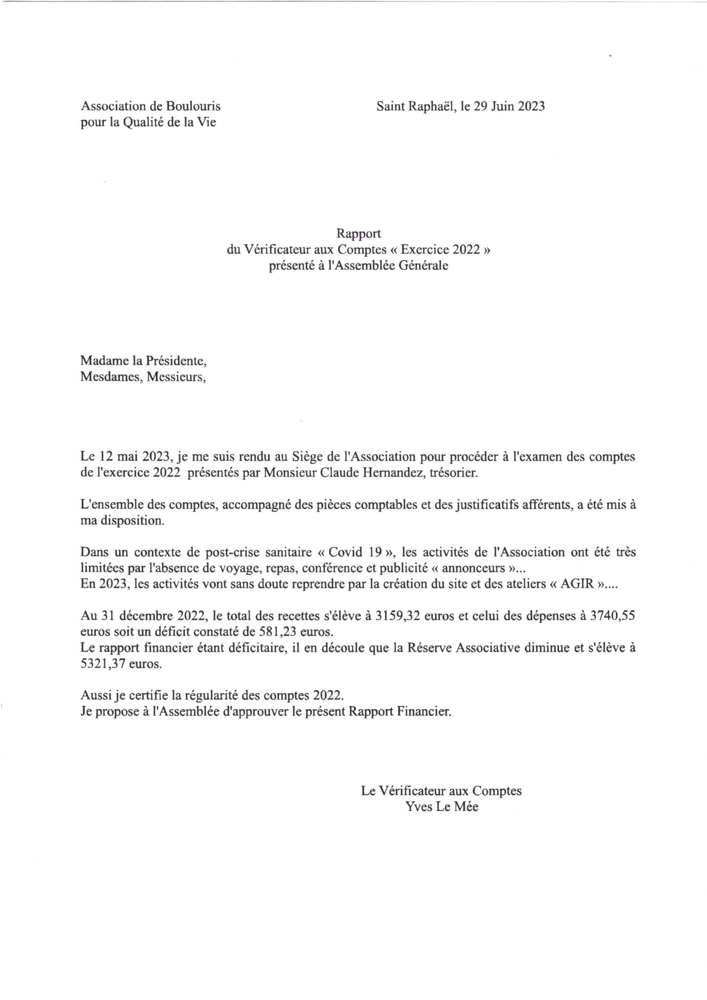 Association de Boulouris
pour la Qualité de la Vie
Saint Raphaël, le 29 Juin 2023
Rapport
du Vérificateur aux Comptes « Exercice 2022 »
présenté à l'Assemblée Générale
Madame la Présidente,
Mesdames, Messieurs,
Le 12 mai 2023, je me suis rendu au Siège de l'Association pour procéder à l'examen des comptes
de l'exercice 2022  présentés par Monsieur Claude Hernandez, trésorier.
L'ensemble des comptes, accompagné des pièces comptables et des justificatifs afférents, a été mis à
ma disposition.
Dans un contexte de post-crise sanitaire « Covid 19 », les activités de l'Association ont été très
limitées par l'absence de voyage, repas, conférence et publicité « annonceurs »...
En 2023, les activités vont sans doute reprendre par la création du site et des ateliers « AGIR »....
Au 31 décembre 2022, le total des recettes s'élève à 3159,32 euros et celui des dépenses à 3740,55
euros soit un déficit constaté de 581,23 euros.
Le rapport financier étant déficitaire, il en découle que la Réserve Associative diminue et s'élève à
5321,37 euros.
Aussi je certifie la régularité des comptes 2022.
Je propose à l'Assemblée d'approuver le présent Rapport Financier.
Le Vérificateur aux Comptes
Yves Le Mée